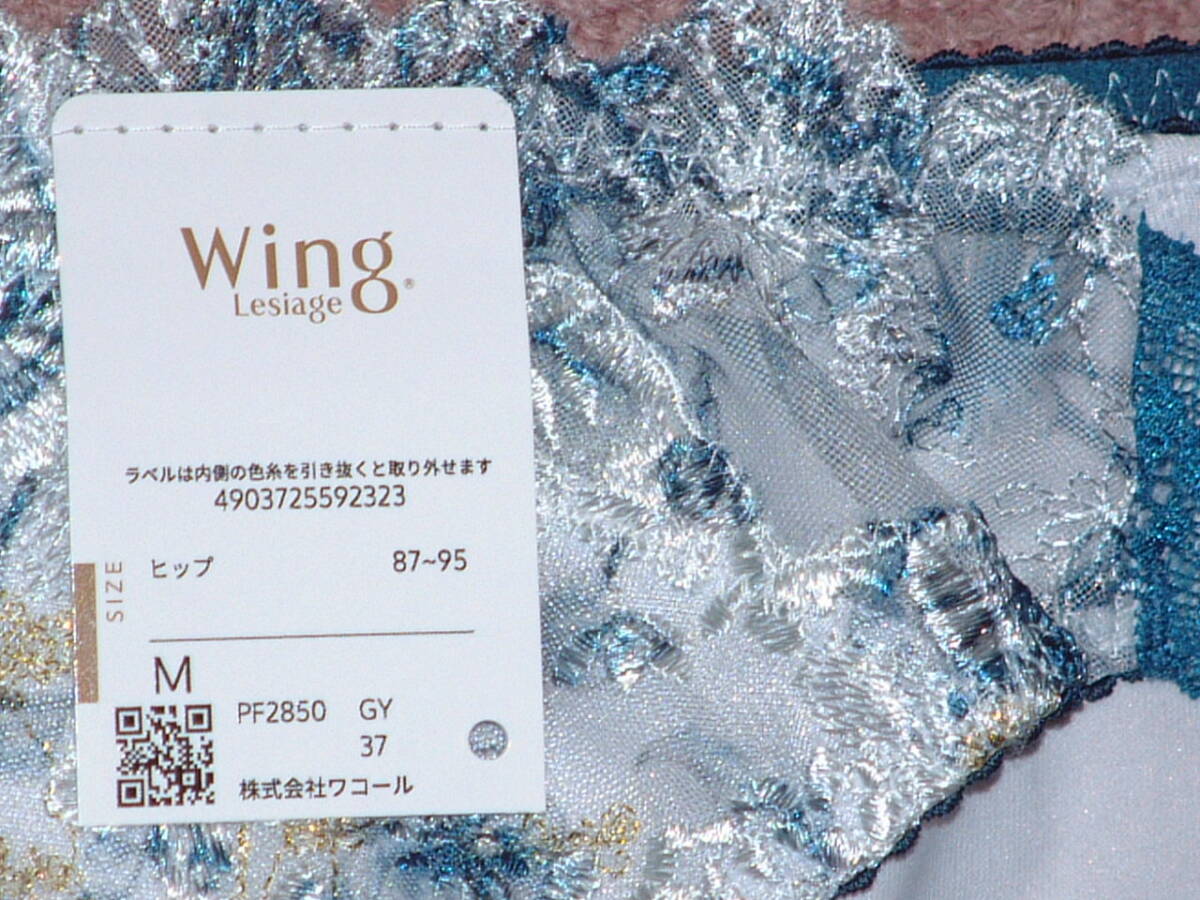 Wing®
Lesiage
ラベルは内側の色糸を引き抜くと取り外せます
4903725592323
SIZE
ヒップ 87~95
M
PF2850 GY
37
株式会社ワコール